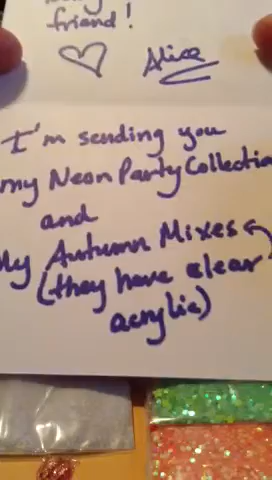 friend!
Alice
I'm sending you
my Neon Party Collection
and
My Autumn Mixes
(they have clear
acrylic)